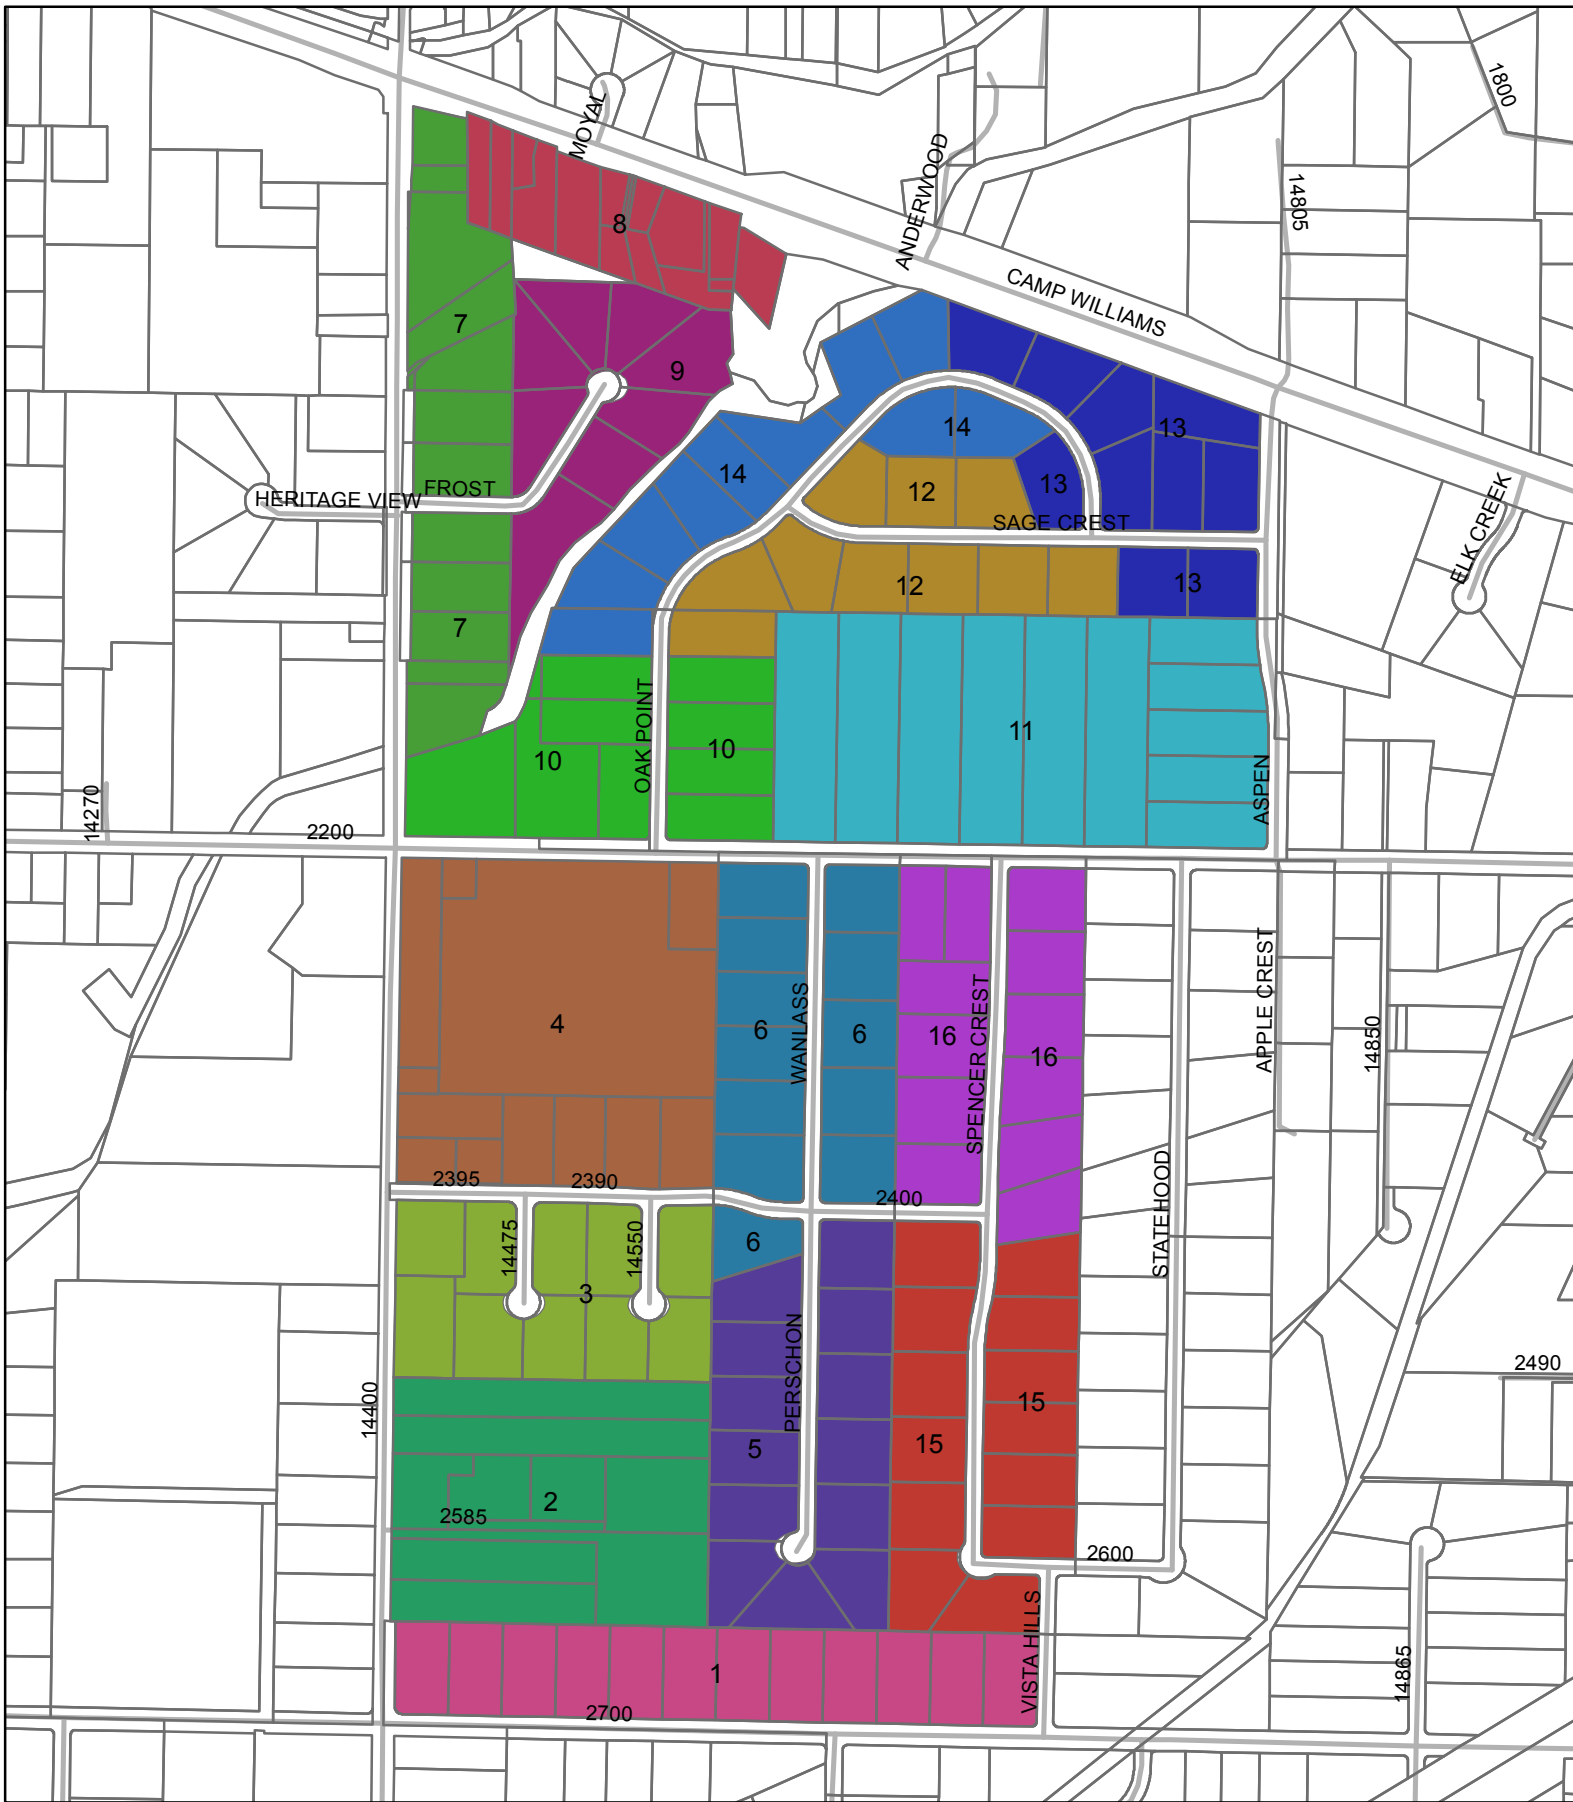 1800
MOYAL
ANDERWOOD
14805
8
CAMP WILLIAMS
7
9
14
13
14
12
13
HERITAGE VIEW
FROST
SAGE CREST
ELK CREEK
12
13
7
OAK POINT
11
10
10
ASPEN
14270
2200
4
6
WANLASS
6
16
SPENCER CREST
16
APPLE CREST
14850
2395
2390
2400
STATEHOOD
14475
14550
6
3
PERSCHON
2490
14400
5
15
15
2
2585
2600
VISTA HILLS
14865
1
2700